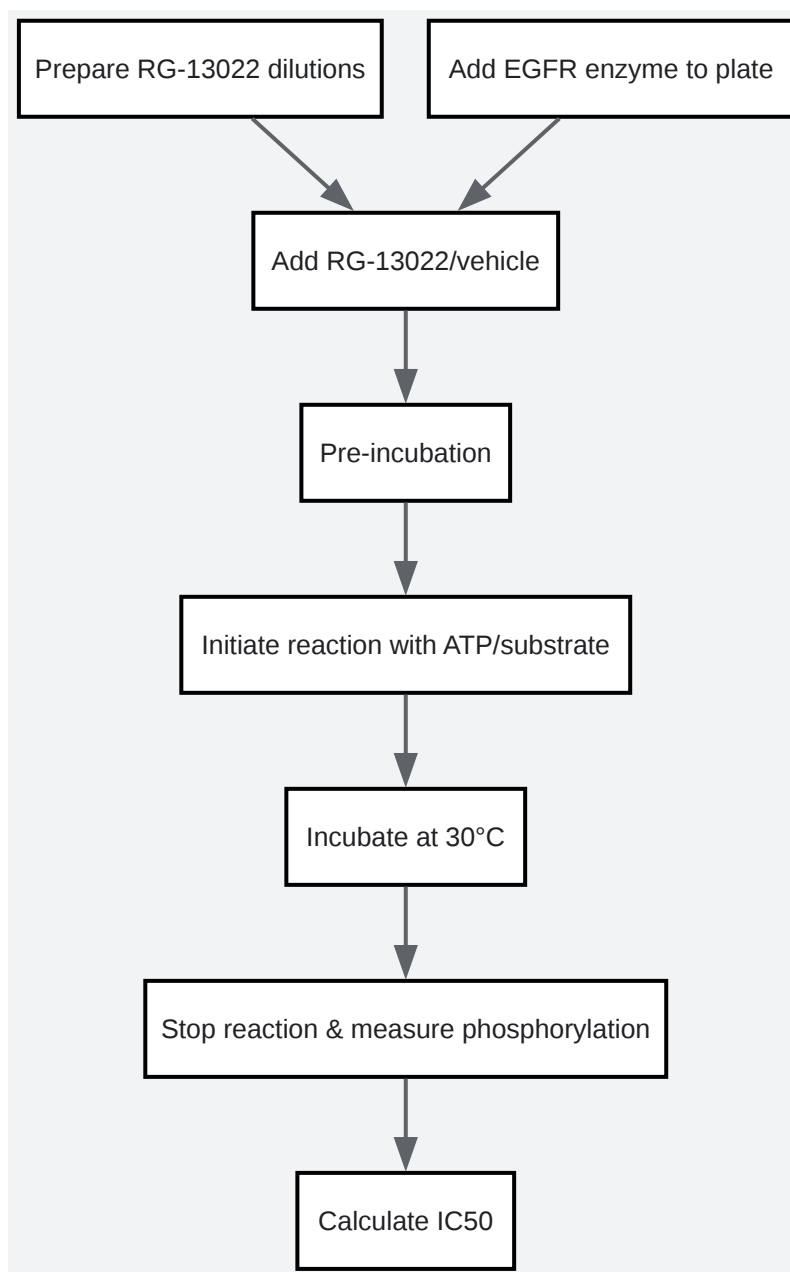 Prepare RG-13022 dilutions
Add EGFR enzyme to plate
Add RG-13022/vehicle
Pre-incubation
Initiate reaction with ATP/substrate
Incubate at 30°C
Stop reaction & measure phosphorylation
Calculate IC50